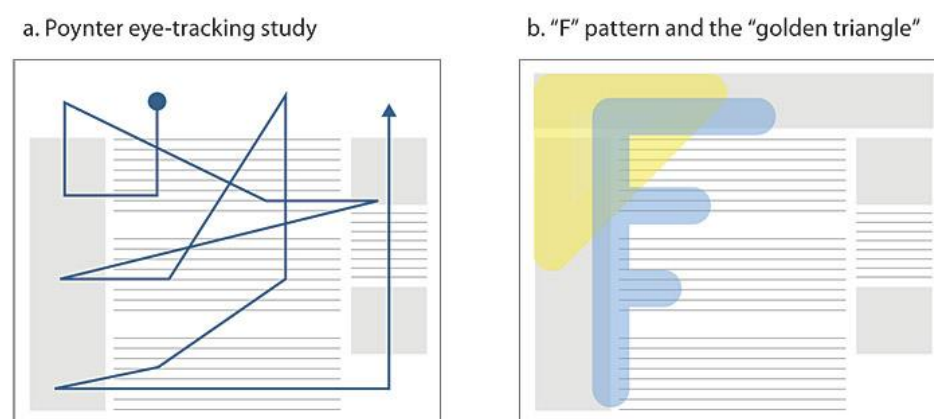 a. Poynter eye-tracking study
b. “F” pattern and the “golden triangle”